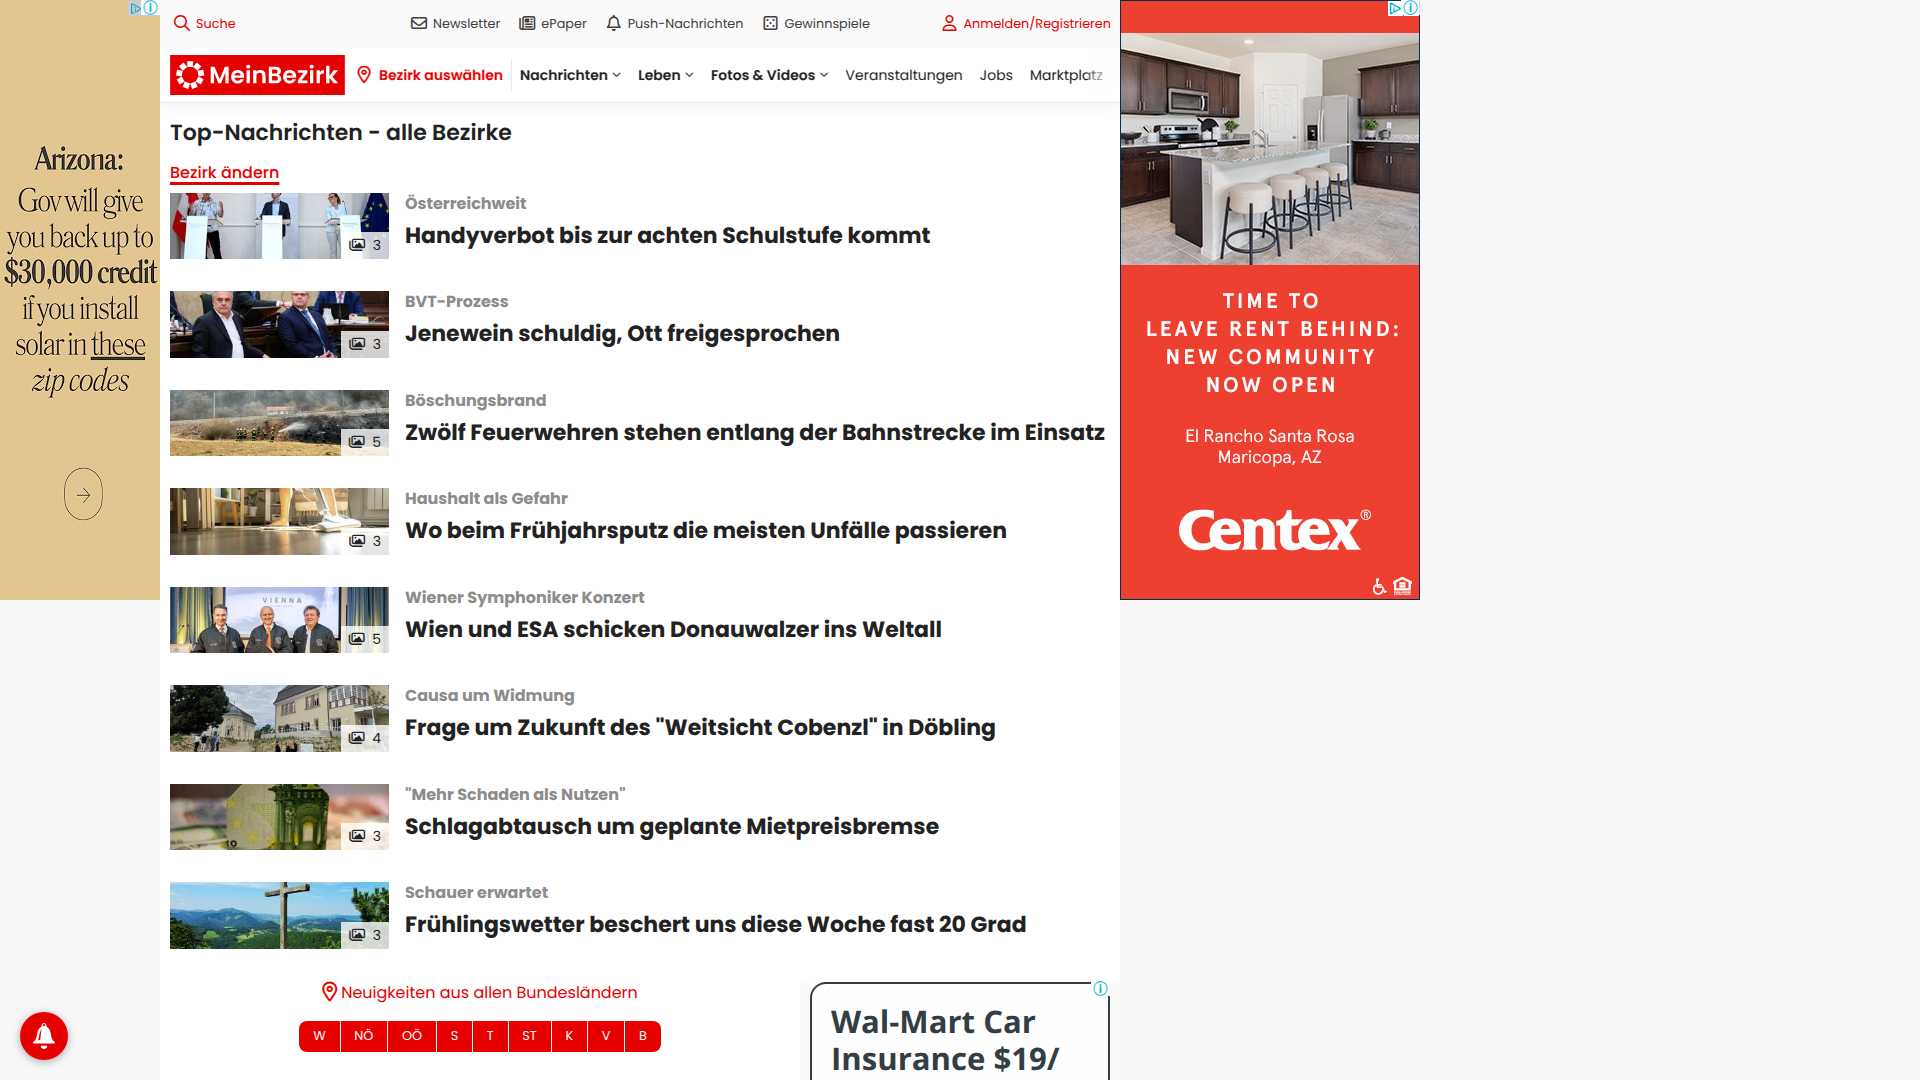 Suche
Newsletter
ePaper
Push-Nachrichten
Gewinnspiele
Anmelden/Registrieren
MeinBezirk
Bezirk auswählen
Nachrichten
Leben
Fotos & Videos
Veranstaltungen
Jobs
Marktplatz
Top-Nachrichten - alle Bezirke
Bezirk ändern
3
Österreichweit
Handyverbot bis zur achten Schulstufe kommt
3
BVT-Prozess
Jenewein schuldig, Ott freigesprochen
5
Böschungsbrand
Zwölf Feuerwehren stehen entlang der Bahnstrecke im Einsatz
3
Haushalt als Gefahr
Wo beim Frühjahrsputz die meisten Unfälle passieren
VIENNA
5
Wiener Symphoniker Konzert
Wien und ESA schicken Donauwalzer ins Weltall
4
Causa um Widmung
Frage um Zukunft des "Weitsicht Cobenzl" in Döbling
3
"Mehr Schaden als Nutzen"
Schlagabtausch um geplante Mietpreisbremse
3
Schauer erwartet
Frühlingswetter beschert uns diese Woche fast 20 Grad
Neuigkeiten aus allen Bundesländern
W NÖ OÖ S T ST K V B
Arizona:
Gov will give
you back up to
$30,000 credit
if you install
solar in these
zip codes
TIME TO
LEAVE RENT BEHIND:
NEW COMMUNITY
NOW OPEN
El Rancho Santa Rosa
Maricopa, AZ
Centex®
Wal-Mart Car
Insurance $19/